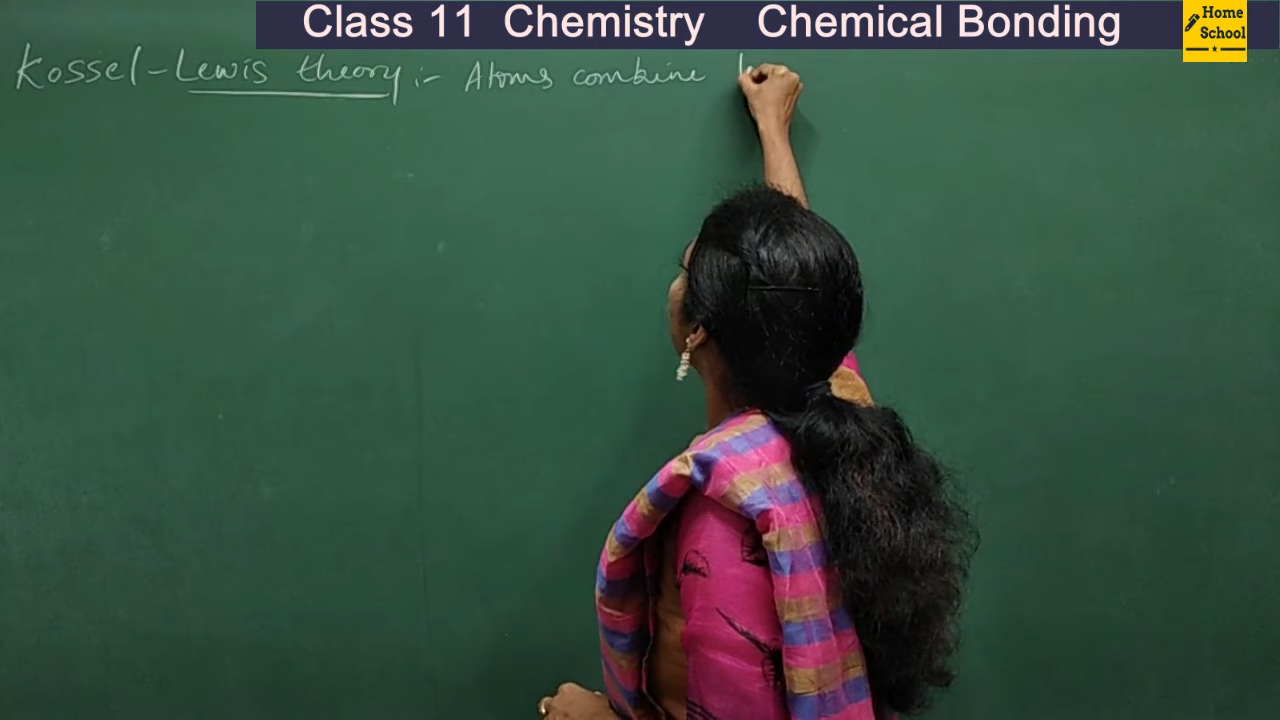 Class 11 Chemistry Chemical Bonding
Home
School
Kossel-Lewis theory:- Atoms combine